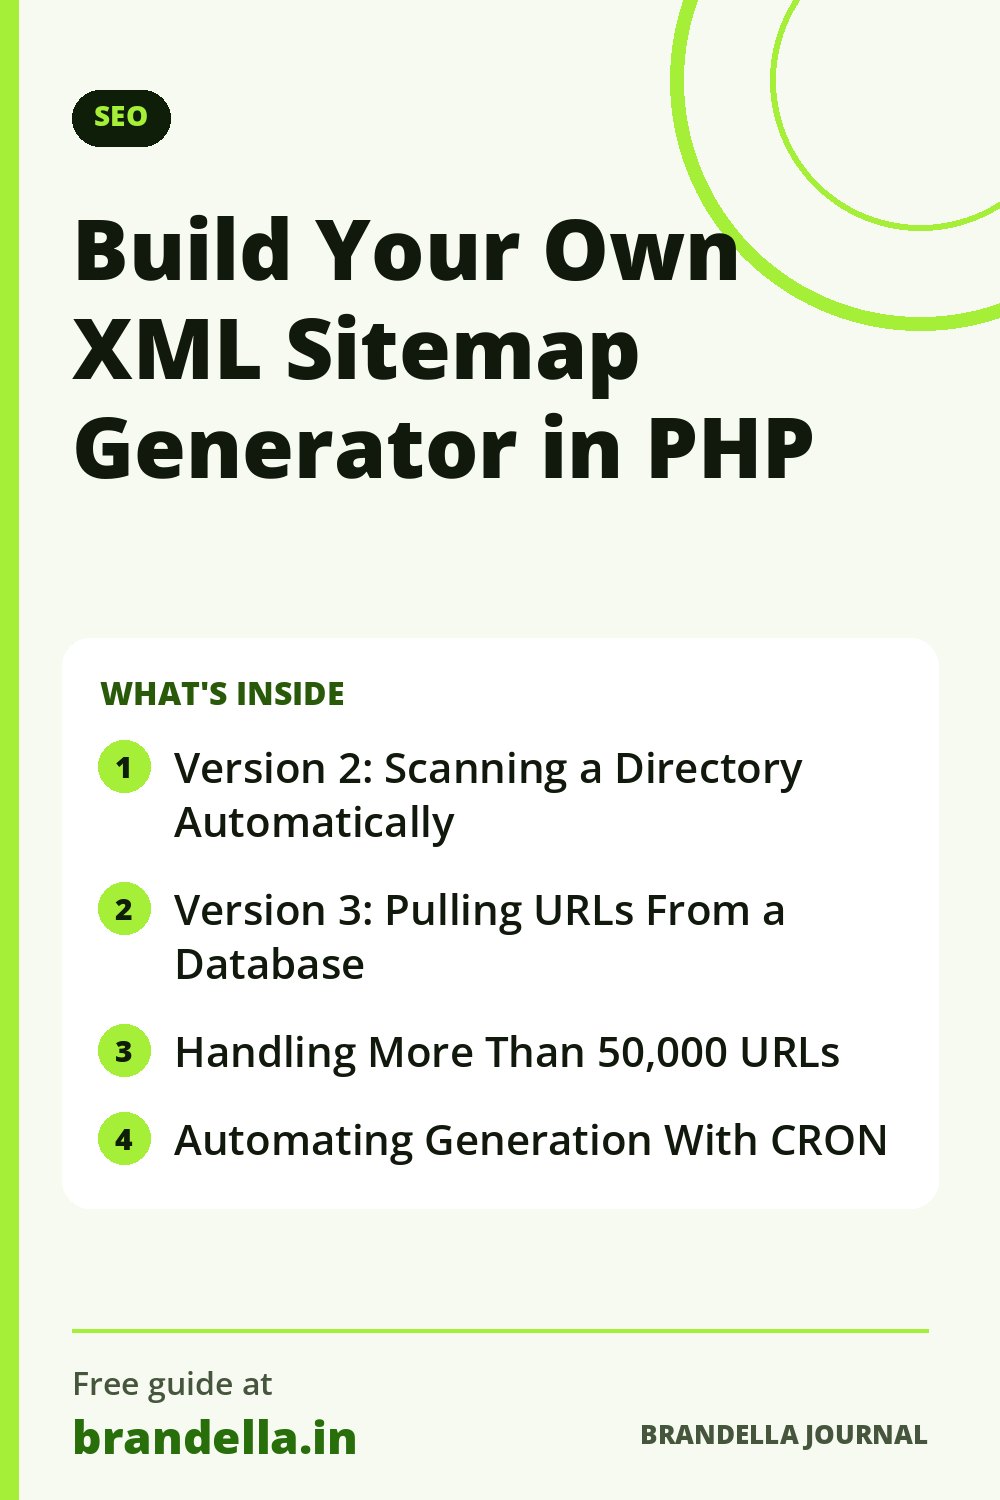 SEO
Build Your Own
XML Sitemap
Generator in PHP
WHAT'S INSIDE
1 Version 2: Scanning a Directory
Automatically
2 Version 3: Pulling URLs From a
Database
3 Handling More Than 50,000 URLs
4 Automating Generation With CRON
Free guide at
brandella.in
BRANDELLA JOURNAL